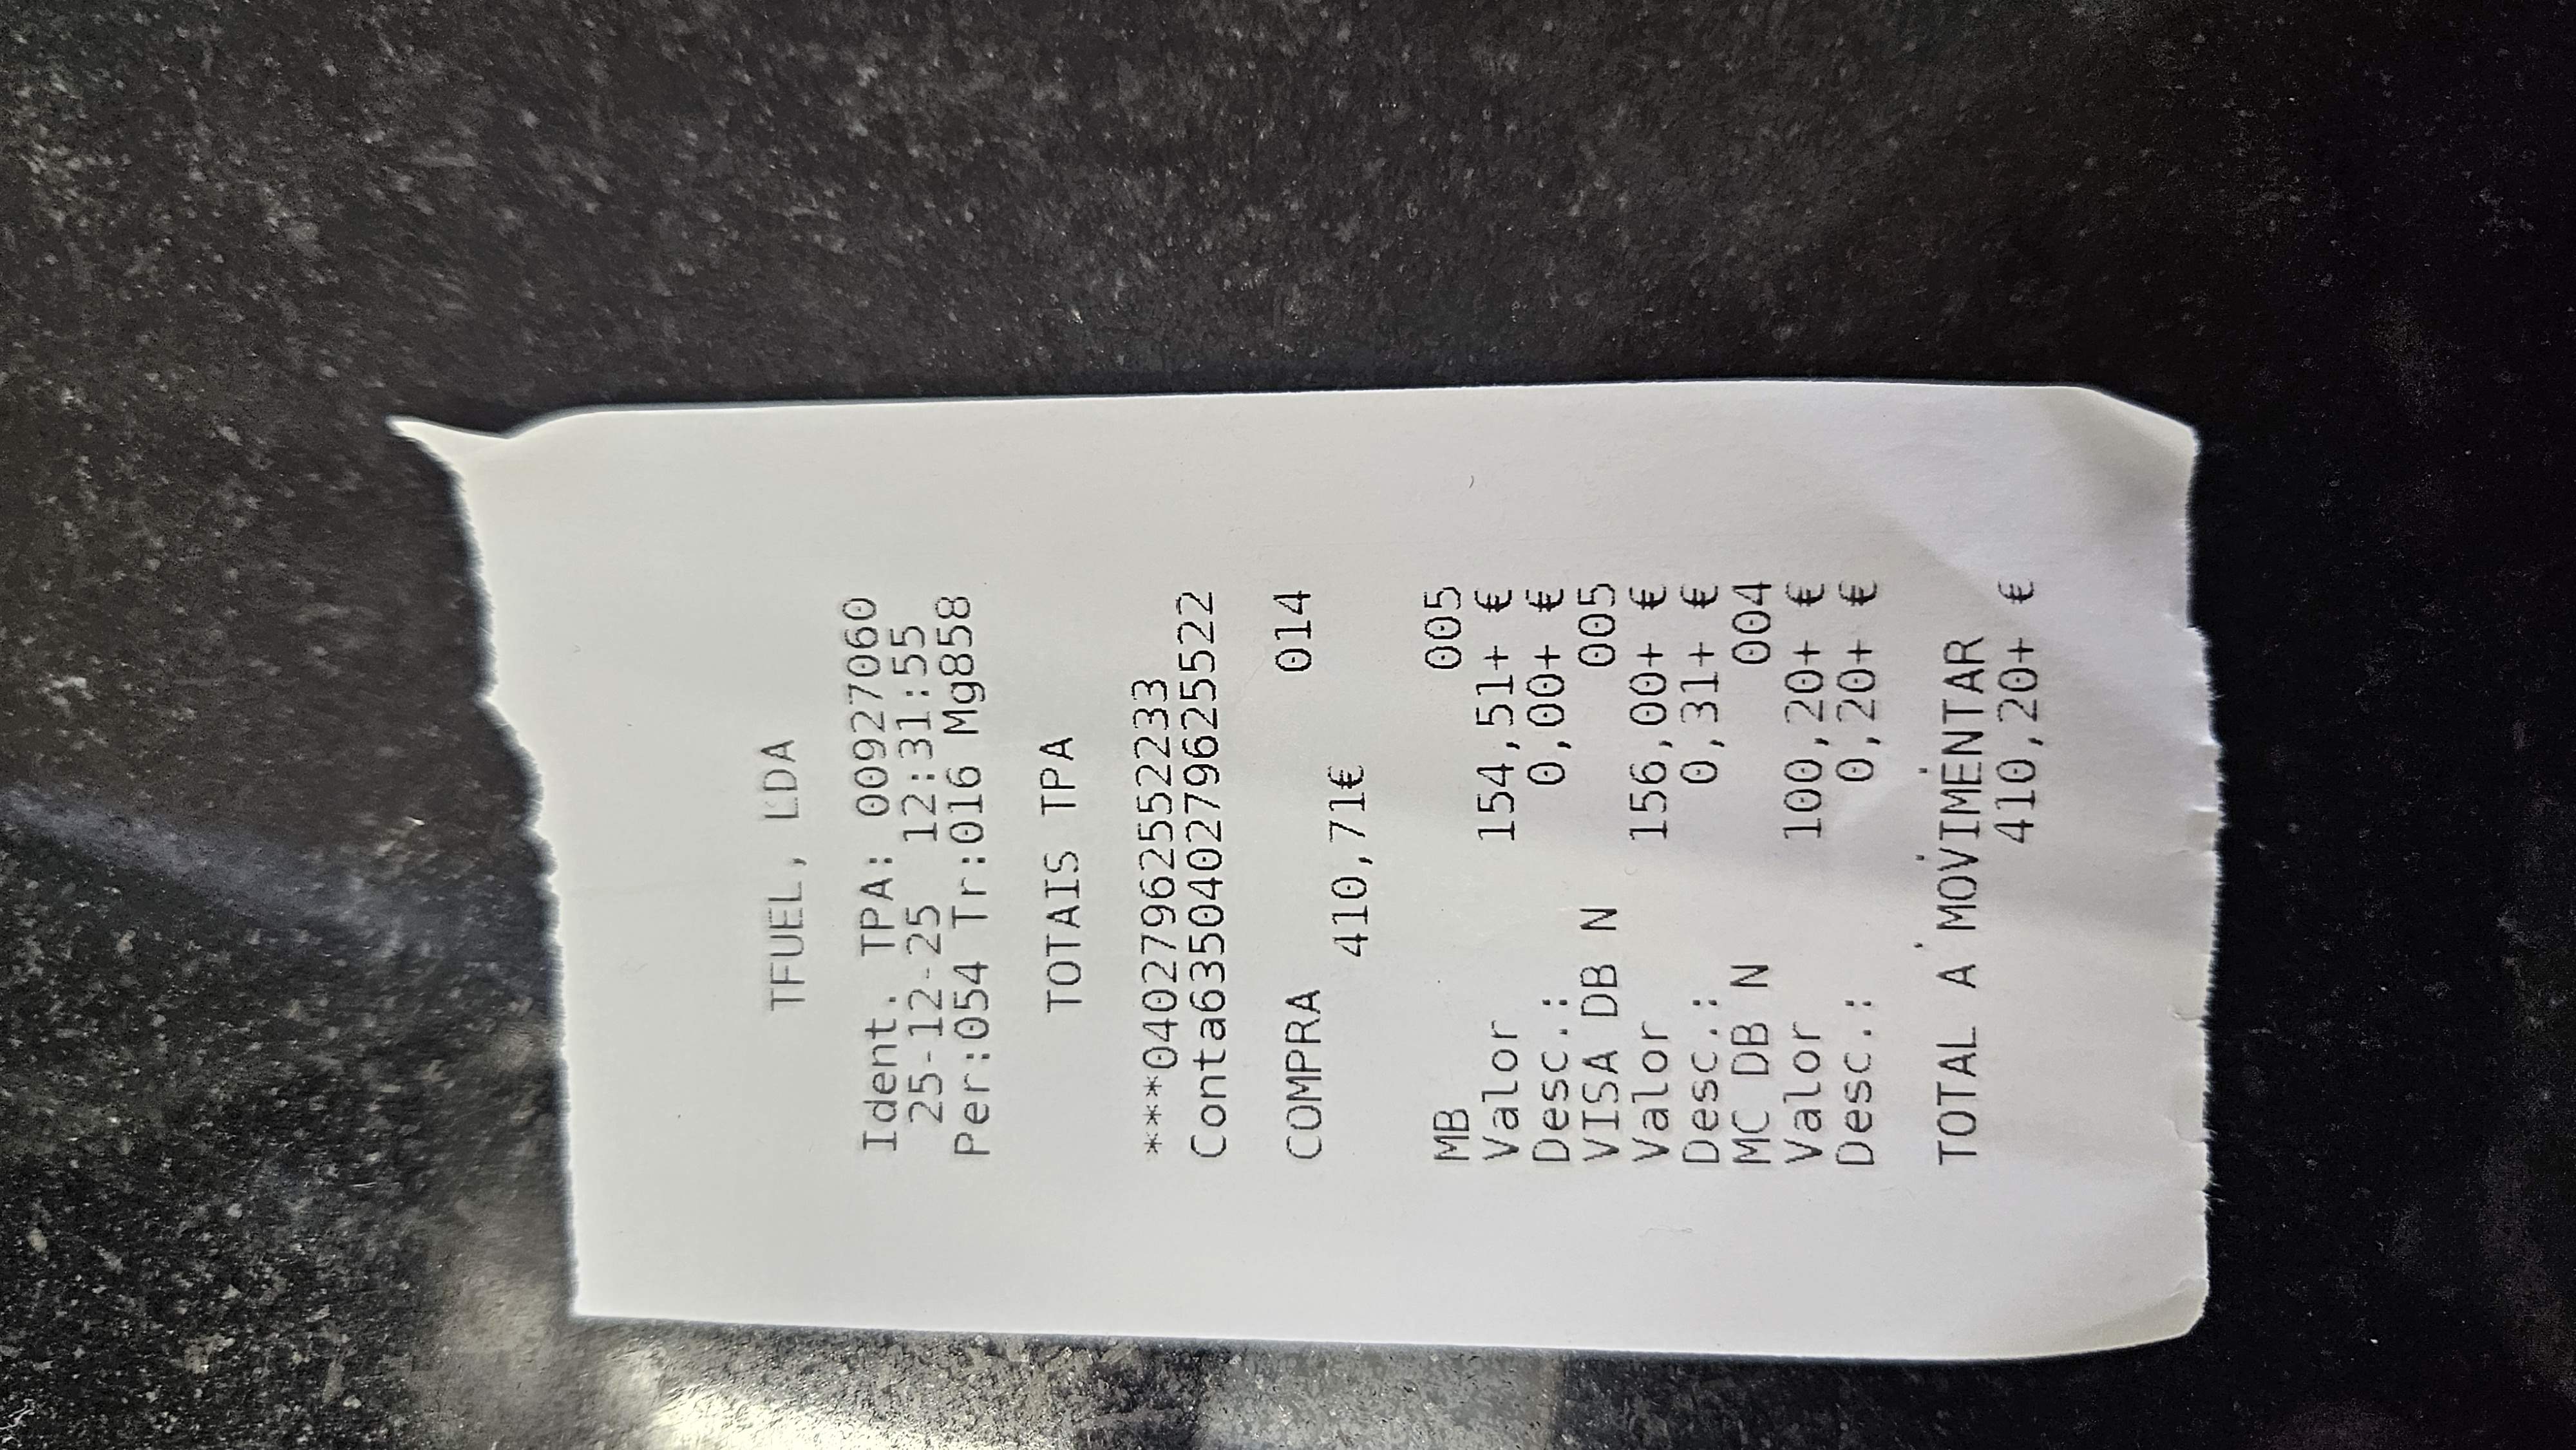 TFUEL, LDA
Ident. TPA: 00927060
25-12-25 12:31:55
Per:054 Tr:016 Mg858
TOTAIS TPA
***04027962552233
Conta6350402796255522
COMPRA 014
410,71€
MB 005
Valor 154,51+ €
Desc.: 0,00+ €
VISA DB N 005
Valor 156,00+ €
Desc.: 0,31+ €
MC DB N 004
Valor 100,20+ €
Desc.: 0,20+ €
TOTAL A MOVIMENTAR
410,20+ €